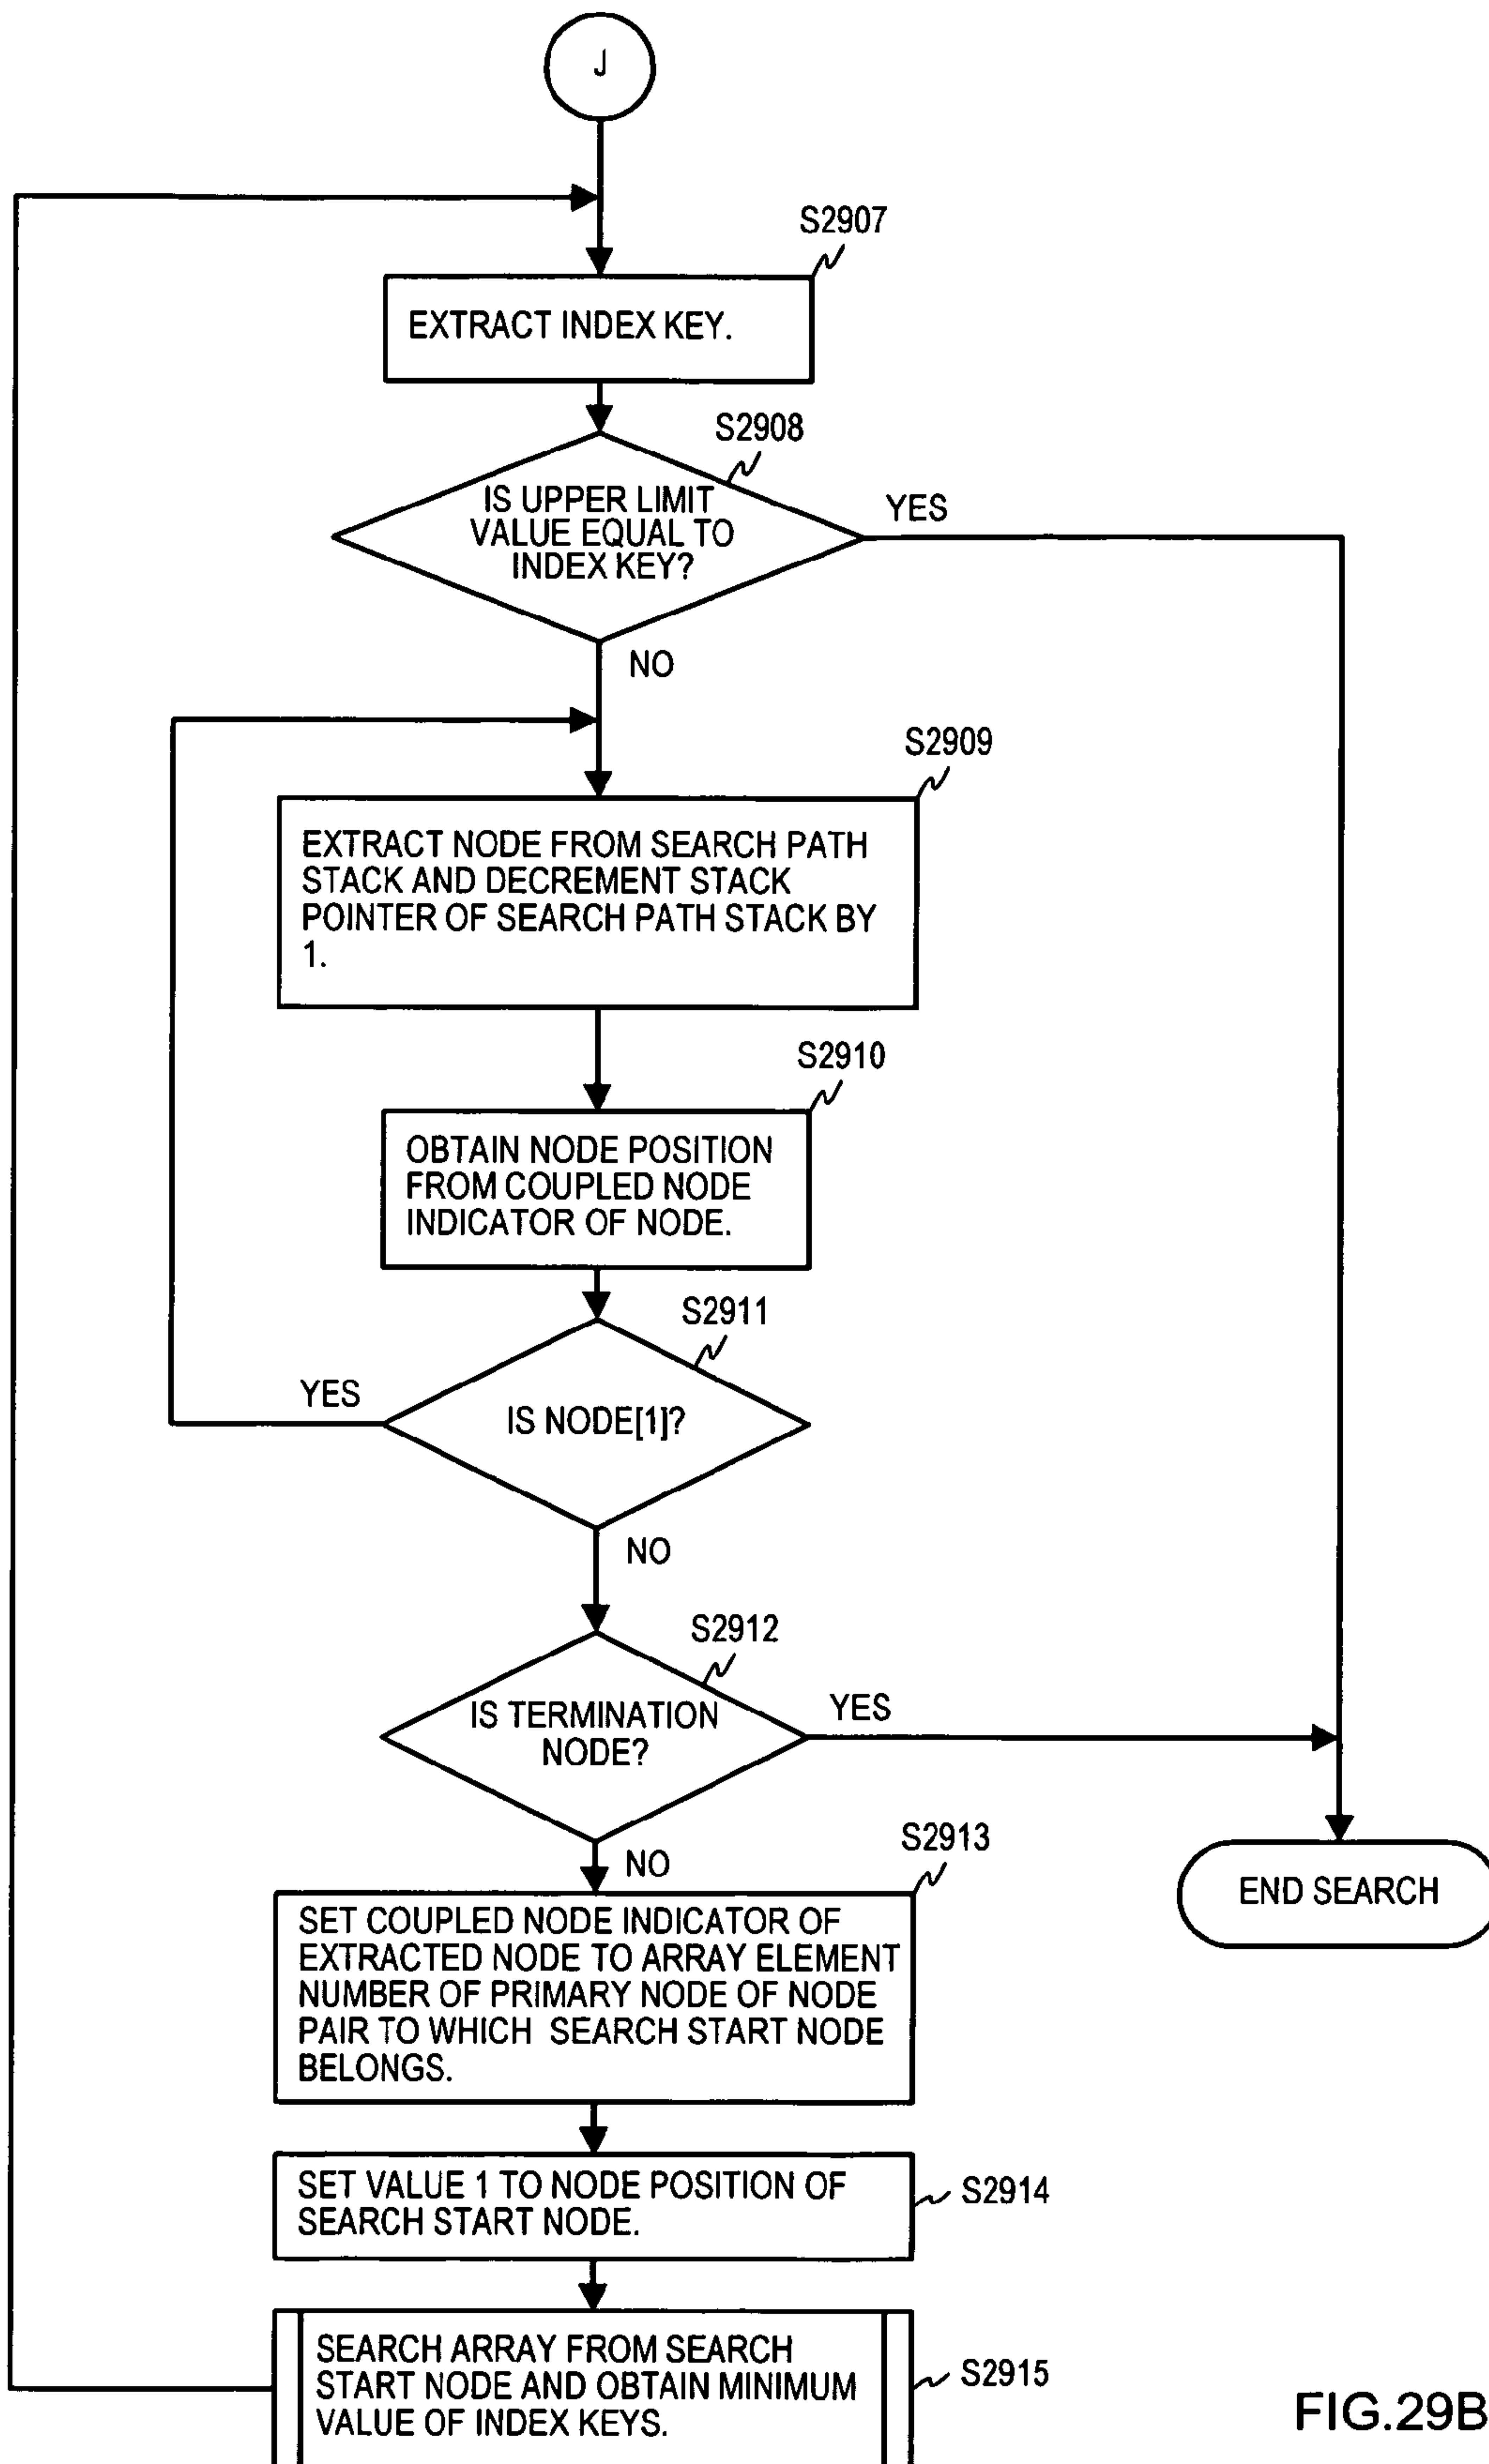 J
S2907
EXTRACT INDEX KEY.
S2908
IS UPPER LIMIT
VALUE EQUAL TO
INDEX KEY?
YES
NO
S2909
EXTRACT NODE FROM SEARCH PATH
STACK AND DECREMENT STACK
POINTER OF SEARCH PATH STACK BY
1.
S2910
OBTAIN NODE POSITION
FROM COUPLED NODE
INDICATOR OF NODE.
S2911
YES
IS NODE[1]?
NO
S2912
IS TERMINATION
NODE?
YES
NO
S2913
SET COUPLED NODE INDICATOR OF
EXTRACTED NODE TO ARRAY ELEMENT
NUMBER OF PRIMARY NODE OF NODE
PAIR TO WHICH SEARCH START NODE
BELONGS.
END SEARCH
SET VALUE 1 TO NODE POSITION OF
SEARCH START NODE.
S2914
SEARCH ARRAY FROM SEARCH
START NODE AND OBTAIN MINIMUM
VALUE OF INDEX KEYS.
S2915
FIG.29B